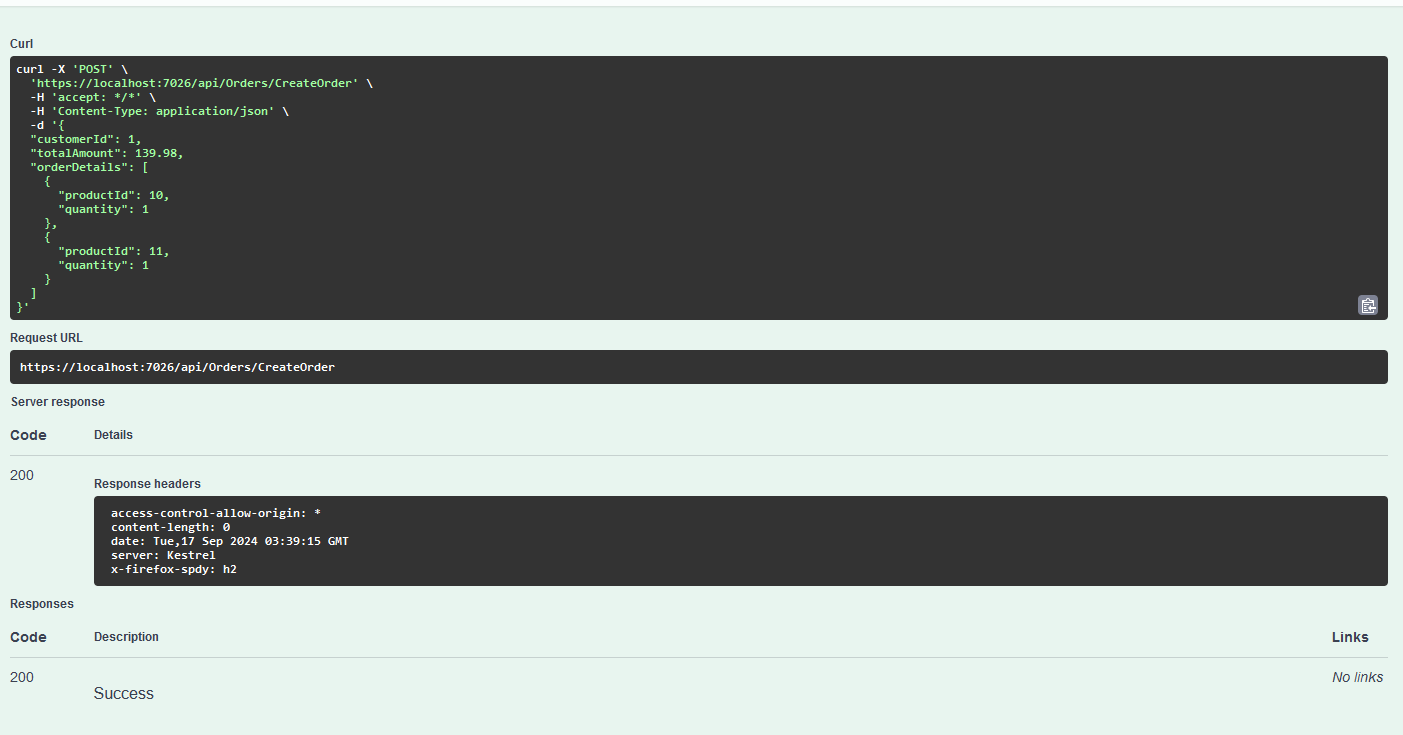 Curl
curl -X 'POST' \
  'https://localhost:7026/api/Orders/CreateOrder' \
  -H 'accept: */*' \
  -H 'Content-Type: application/json' \
  -d '{
  "customerId": 1,
  "totalAmount": 139.98,
  "orderDetails": [
    {
      "productId": 10,
      "quantity": 1
    },
    {
      "productId": 11,
      "quantity": 1
    }
  ]
}'
Request URL
https://localhost:7026/api/Orders/CreateOrder
Server response
Code Details
200
Response headers
access-control-allow-origin: *
content-length: 0
date: Tue,17 Sep 2024 03:39:15 GMT
server: Kestrel
x-firefox-spdy: h2
Responses
Code Description Links
200 No links
Success